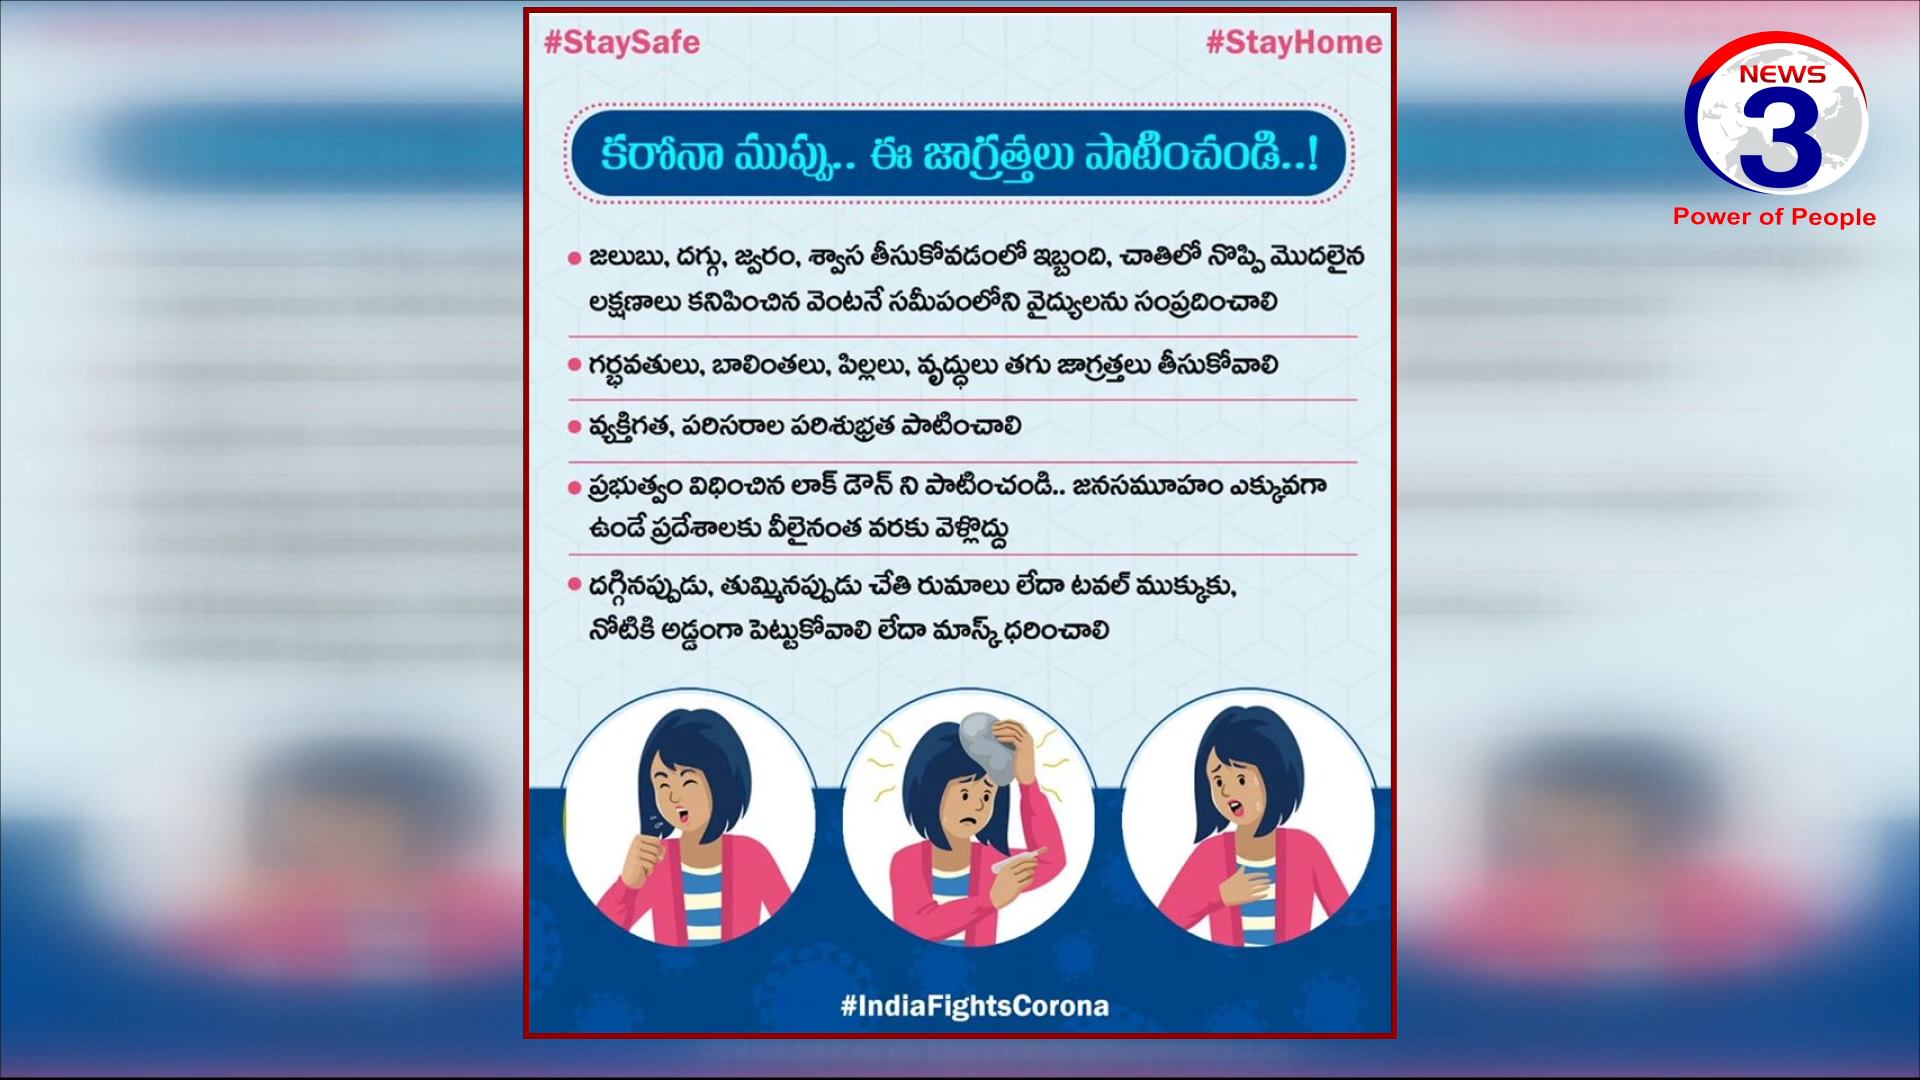 #StaySafe
#StayHome
NEWS
3
Power of People
కరోనా ముప్పు.. ఈ జాగ్రత్తలు పాటించండి..!
జలుబు, దగ్గు, జ్వరం, శ్వాస తీసుకోవడంలో ఇబ్బంది, చాతిలో నొప్పి మొదలైన
లక్షణాలు కనిపించిన వెంటనే సమీపంలోని వైద్యులను సంప్రదించాలి
గర్భవతులు, బాలింతలు, పిల్లలు, వృద్ధులు తగు జాగ్రత్తలు తీసుకోవాలి
వ్యక్తిగత, పరిసరాల పరిశుభ్రత పాటించాలి
ప్రభుత్వం విధించిన లాక్ డౌన్ ని పాటించండి.. జనసమూహం ఎక్కువగా
ఉండే ప్రదేశాలకు వీలైనంత వరకు వెళ్లొద్దు
దగ్గినప్పుడు, తుమ్మినప్పుడు చేతి రుమాలు లేదా టవల్ ముక్కుకు,
నోటికి అడ్డంగా పెట్టుకోవాలి లేదా మాస్క్ ధరించాలి
#IndiaFightsCorona